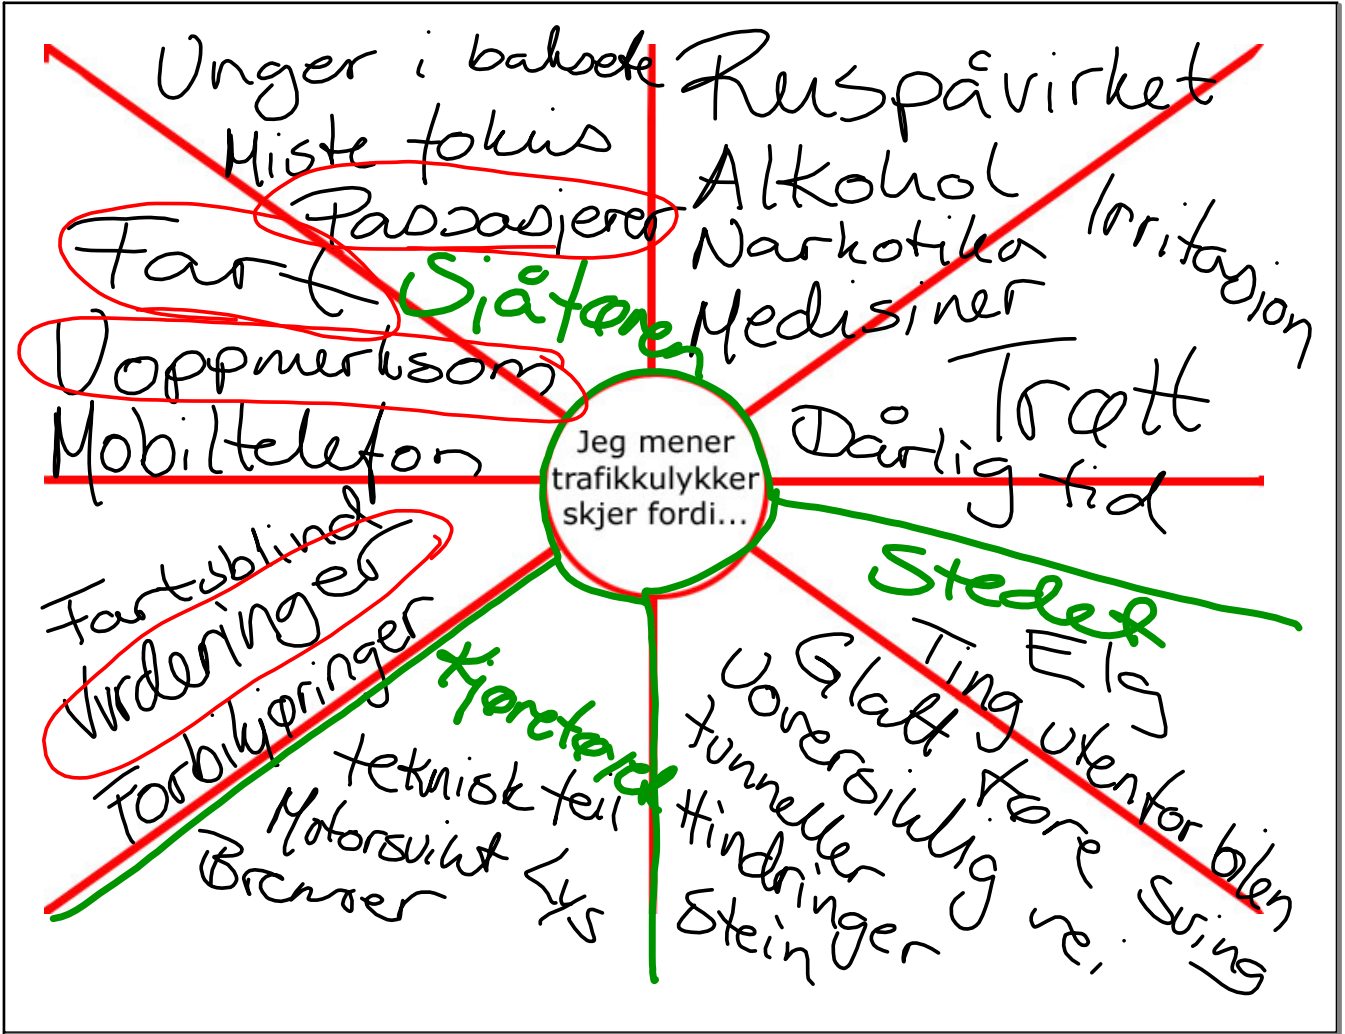 Unger i baksete
Miste fokus
Passasjerer
Fart
Uoppmerksom
Mobiltelefon
Sjåføren
Ruspåvirket
Alkohol
Narkotika
Medisiner
Irritasjon
Trøtt
Dårlig tid
Jeg mener
trafikkulykker
skjer fordi...
Fartsblind
Vurderinger
Forbikjøringer
Kjøretøyet
teknisk feil
Motorsvikt
Bremser
Lys
Stedet
Elg
Ting utenfor bilen
Glatt føre
Sving
Uoversiktlig vei
tunneller
Hindringer
Stein